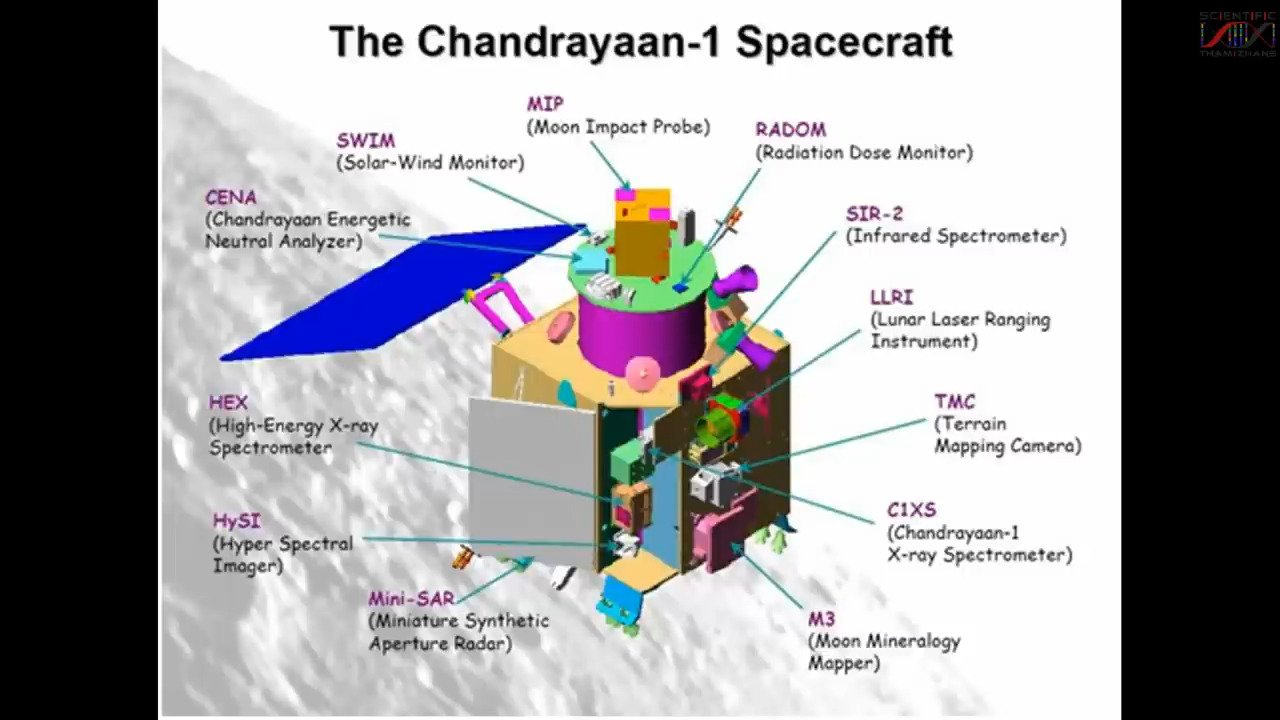 The Chandrayaan-1 Spacecraft
SCIENTIFIC
THAMIZHANS
MIP
(Moon Impact Probe)
RADOM
(Radiation Dose Monitor)
SWIM
(Solar-Wind Monitor)
CENA
(Chandrayaan Energetic
Neutral Analyzer)
SIR-2
(Infrared Spectrometer)
LLRI
(Lunar Laser Ranging
Instrument)
HEX
(High-Energy X-ray
Spectrometer
TMC
(Terrain
Mapping Camera)
HySI
(Hyper Spectral
Imager)
C1XS
(Chandrayaan-1
X-ray Spectrometer)
Mini-SAR
(Miniature Synthetic
Aperture Radar)
M3
(Moon Mineralogy
Mapper)